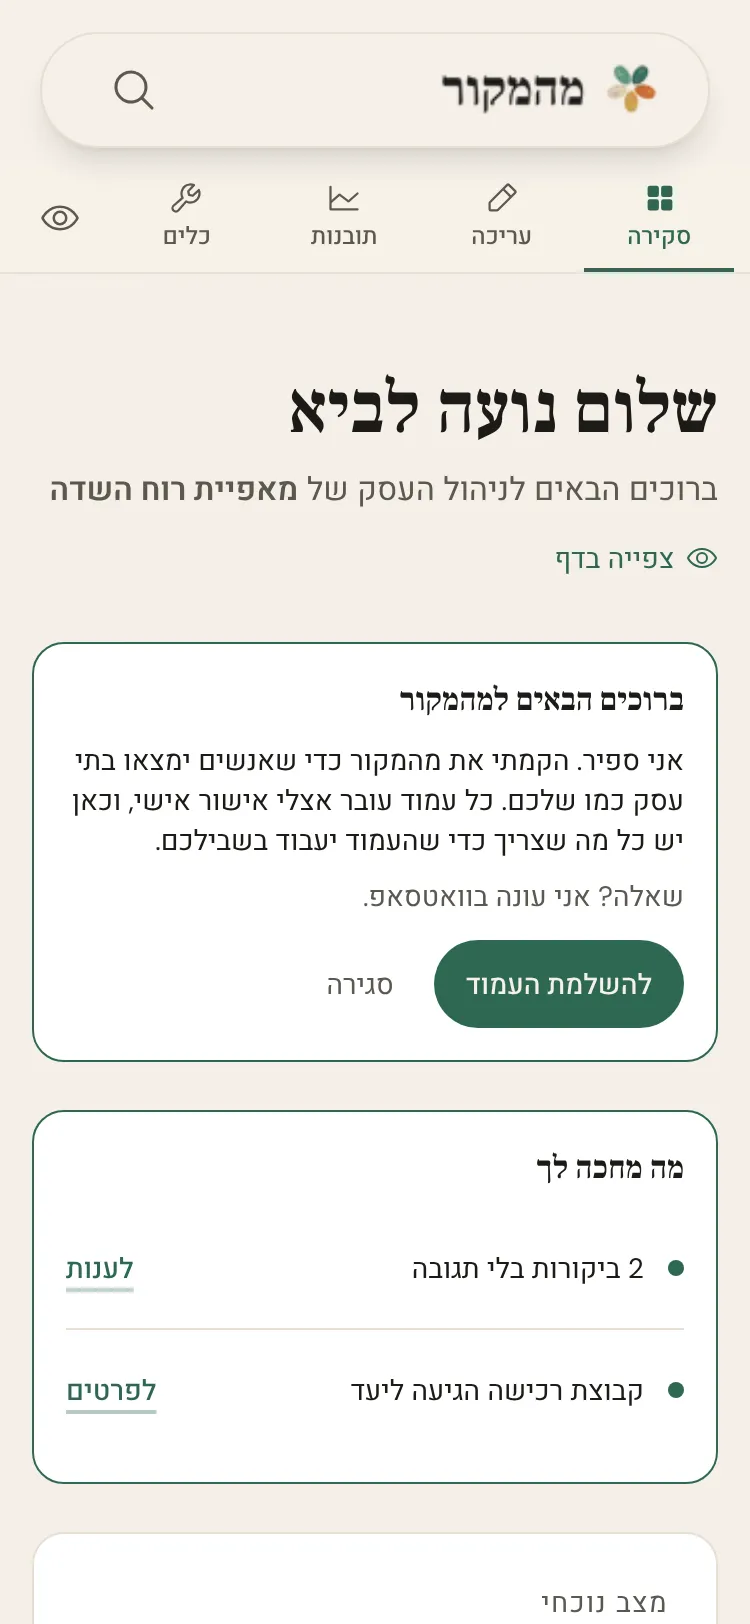 מהמקור
סקירה
עריכה
תובנות
כלים
שלום נועה לביא
ברוכים הבאים לניהול העסק של מאפיית רוח השדה
צפייה בדף
ברוכים הבאים למהמקור
אני ספיר. הקמתי את מהמקור כדי שאנשים ימצאו בתי
עסק כמו שלכם. כל עמוד עובר אצלי אישור אישי, וכאן
יש כל מה שצריך כדי שהעמוד יעבוד בשבילכם.
שאלה? אני עונה בוואטסאפ.
להשלמת העמוד
סגירה
מה מחכה לך
2 ביקורות בלי תגובה
לענות
קבוצת רכישה הגיעה ליעד
לפרטים
מצב נוכחי